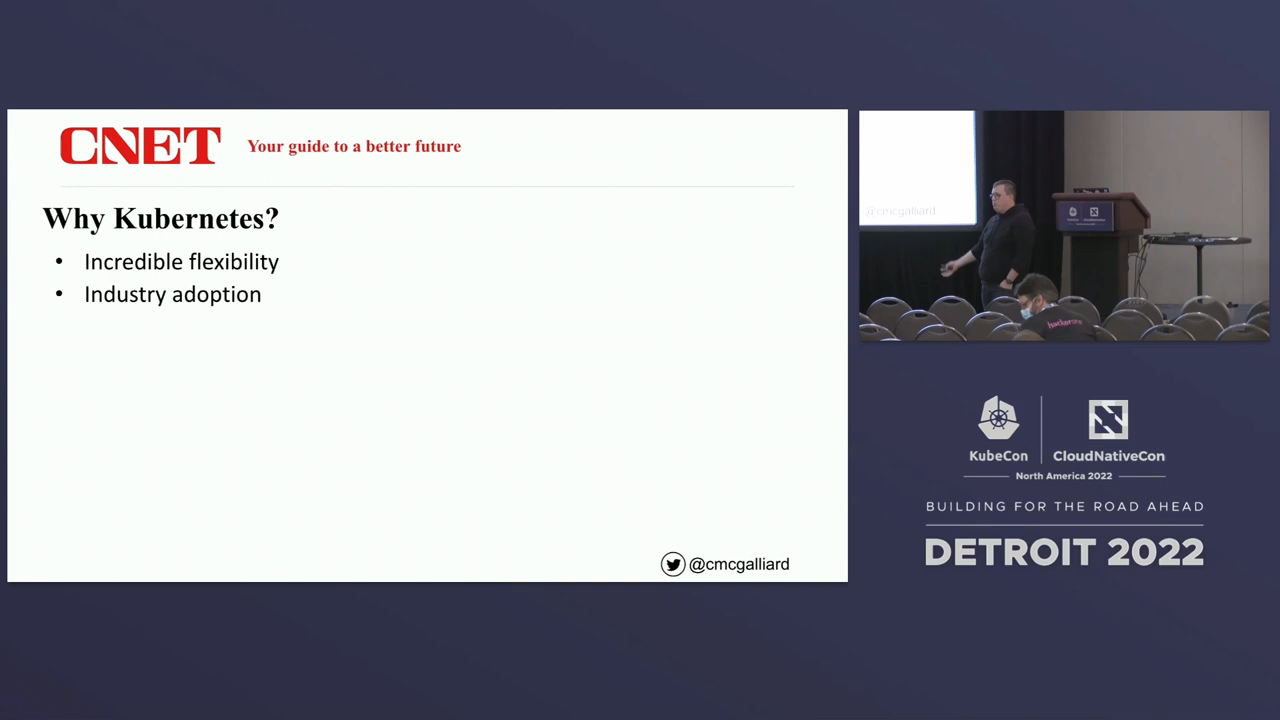 CNET
Your guide to a better future
Why Kubernetes?
• Incredible flexibility
• Industry adoption
@cmcgalliard
@cmcgalliard
KubeCon
CloudNativeCon
North America 2022
BUILDING FOR THE ROAD AHEAD
DETROIT 2022